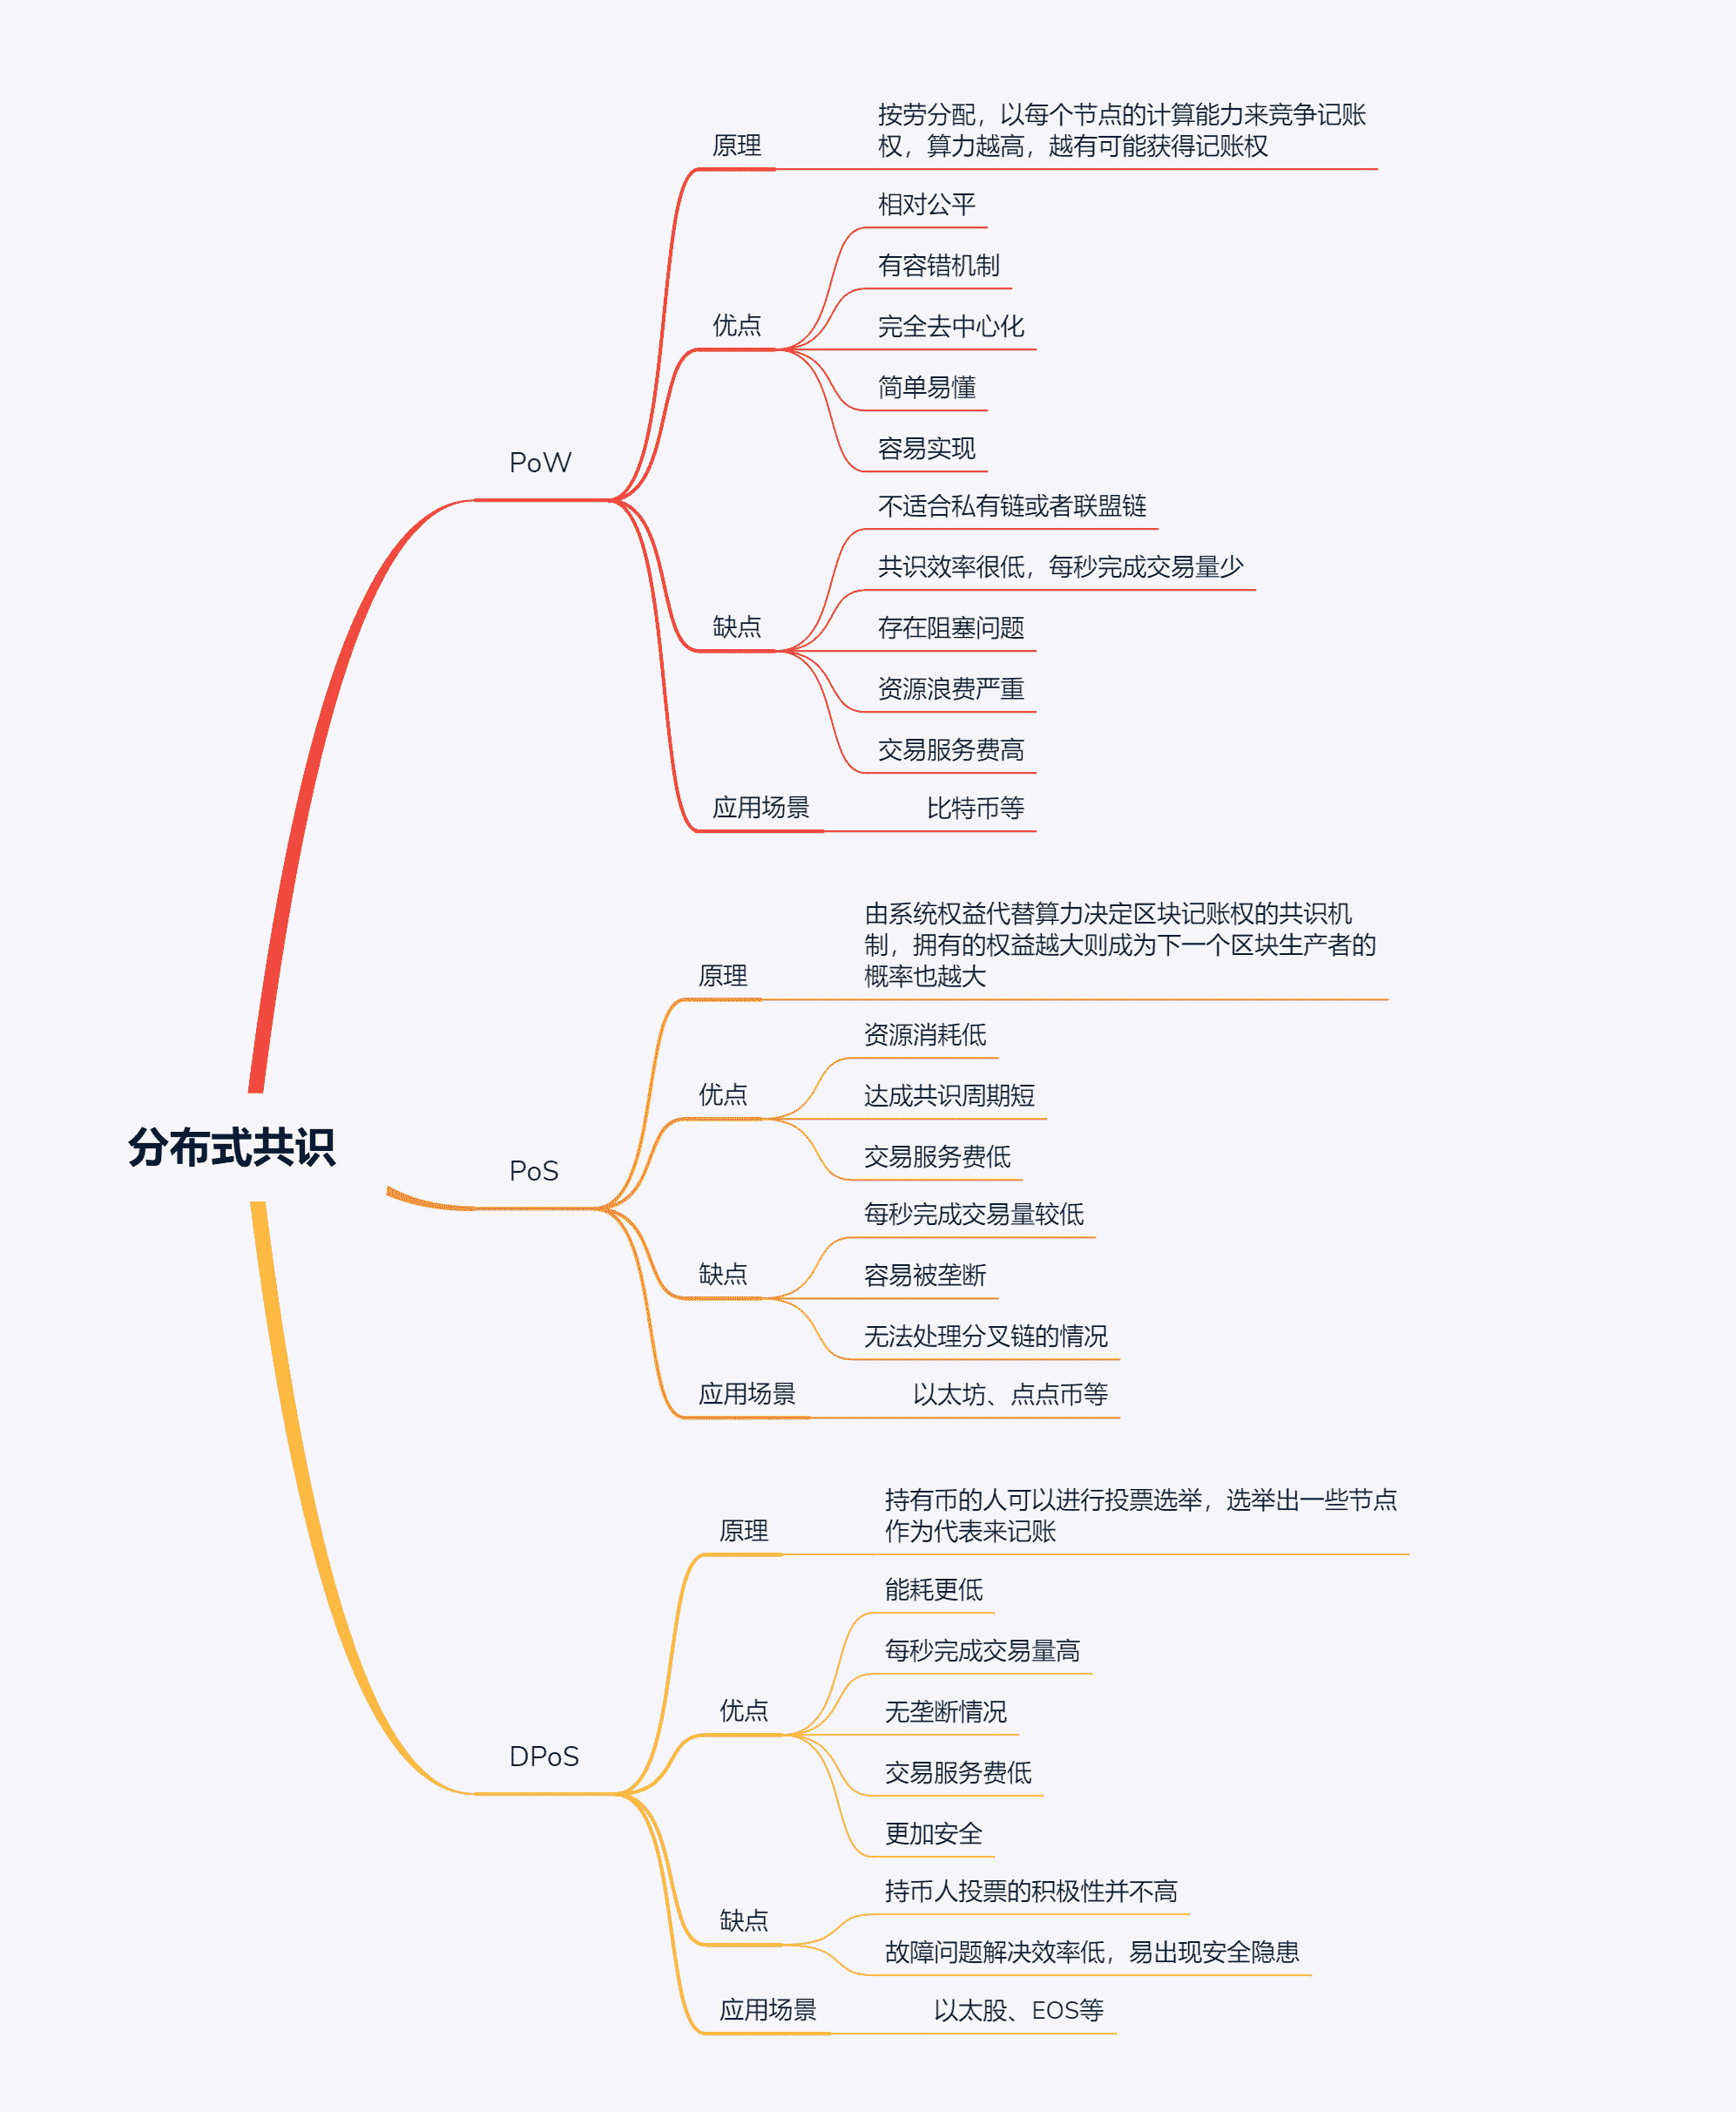 分布式共识
PoW
原理
按劳分配，以每个节点的计算能力来竞争记账
权，算力越高，越有可能获得记账权
优点
相对公平
有容错机制
完全去中心化
简单易懂
容易实现
缺点
不适合私有链或者联盟链
共识效率很低，每秒完成交易量少
存在阻塞问题
资源浪费严重
交易服务费高
应用场景
比特币等
PoS
原理
由系统权益代替算力决定区块记账权的共识机
制，拥有的权益越大则成为下一个区块生产者的
概率也越大
优点
资源消耗低
达成共识周期短
交易服务费低
缺点
每秒完成交易量较低
容易被垄断
无法处理分叉链的情况
应用场景
以太坊、点点币等
DPoS
原理
持有币的人可以进行投票选举，选举出一些节点
作为代表来记账
优点
能耗更低
每秒完成交易量高
无垄断情况
交易服务费低
更加安全
缺点
持币人投票的积极性并不高
故障问题解决效率低，易出现安全隐患
应用场景
以太股、EOS等